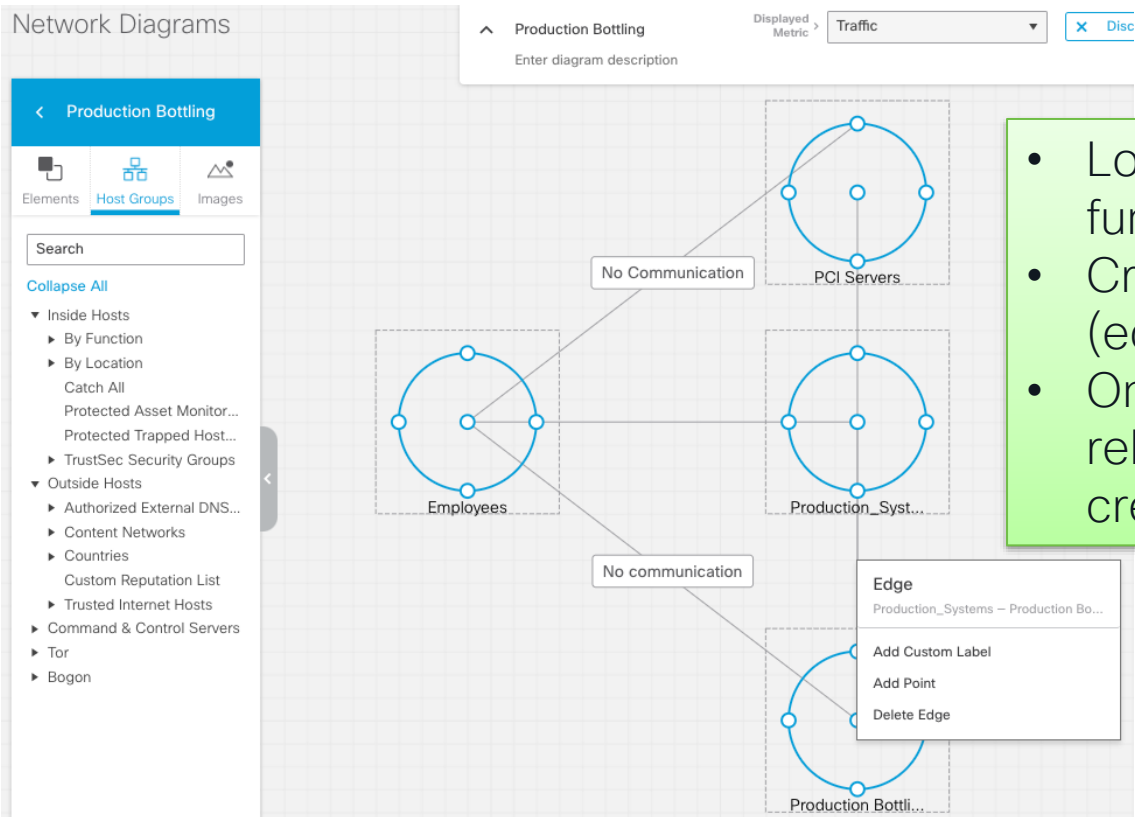 Network Diagrams
Production Bottling
Enter diagram description
Displayed
Metric
Traffic
Production Bottling
Elements
Host Groups
Images
Search
Collapse All
Inside Hosts
By Function
By Location
Catch All
Protected Asset Monitor...
Protected Trapped Host...
TrustSec Security Groups
Outside Hosts
Authorized External DNS...
Content Networks
Countries
Custom Reputation List
Trusted Internet Hosts
Command & Control Servers
Tor
Bogon
No Communication
PCI Servers
Employees
Production_Syst...
No communication
Edge
Production_Systems – Production Bo...
Add Custom Label
Add Point
Delete Edge
Production Bottli...